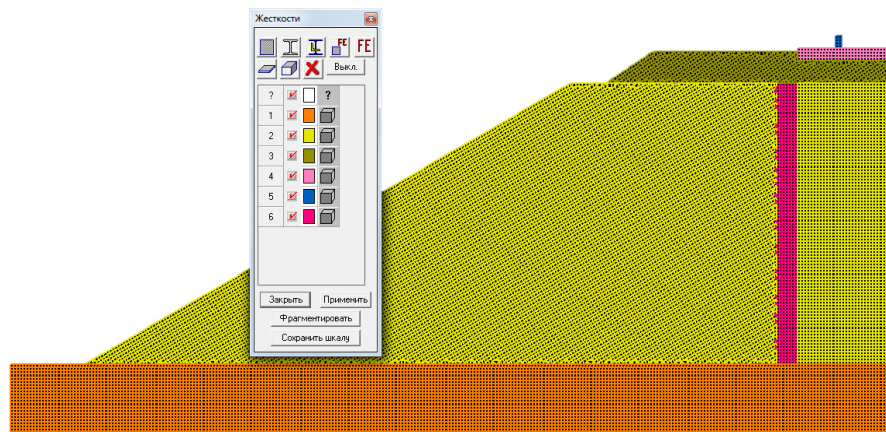 Жесткости
FE FE
Выкл.
? ?
1
2
3
4
5
6
Закрыть Применить
Фрагментировать
Сохранить шкалу